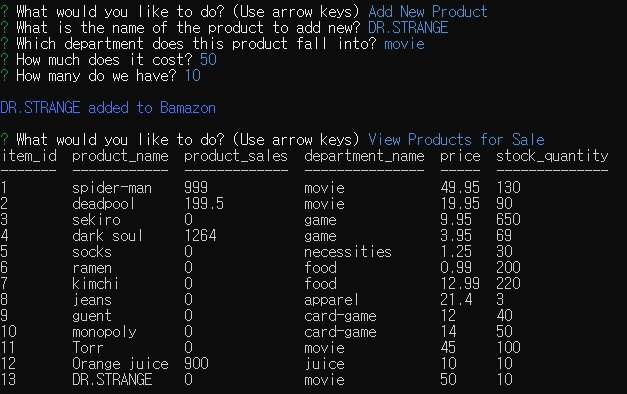 ? What would you like to do? (Use arrow keys) Add New Product
? What is the name of the product to add new? DR.STRANGE
? Which department does this product fall into? movie
? How much does it cost? 50
? How many do we have? 10
DR.STRANGE added to Bamazon
? What would you like to do? (Use arrow keys) View Products for Sale
item_id product_name product_sales department_name price stock_quantity
------- ------------ ------------- --------------- ----- --------------
1 spider-man 999 movie 49.95 130
2 deadpool 199.5 movie 19.95 90
3 sekiro 0 game 9.95 650
4 dark soul 1264 game 3.95 69
5 socks 0 necessities 1.25 30
6 ramen 0 food 0.99 200
7 kimchi 0 food 12.99 220
8 jeans 0 apparel 21.4 3
9 guent 0 card-game 12 40
10 monopoly 0 card-game 14 50
11 Torr 0 movie 45 100
12 Orange juice 900 juice 10 10
13 DR.STRANGE 0 movie 50 10